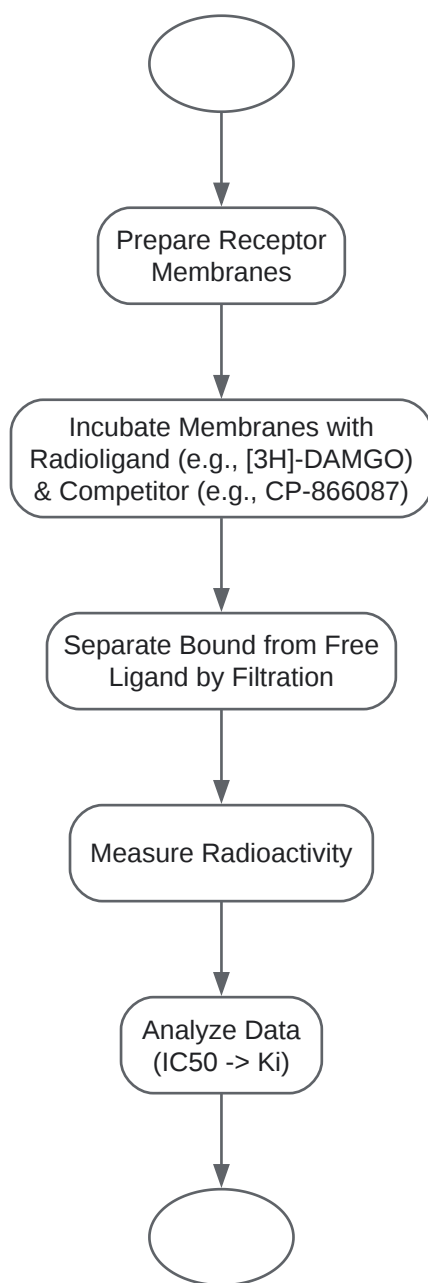 Prepare Receptor
Membranes
Incubate Membranes with
Radioligand (e.g., [3H]-DAMGO)
& Competitor (e.g., CP-866087)
Separate Bound from Free
Ligand by Filtration
Measure Radioactivity
Analyze Data
(IC50 -> Ki)